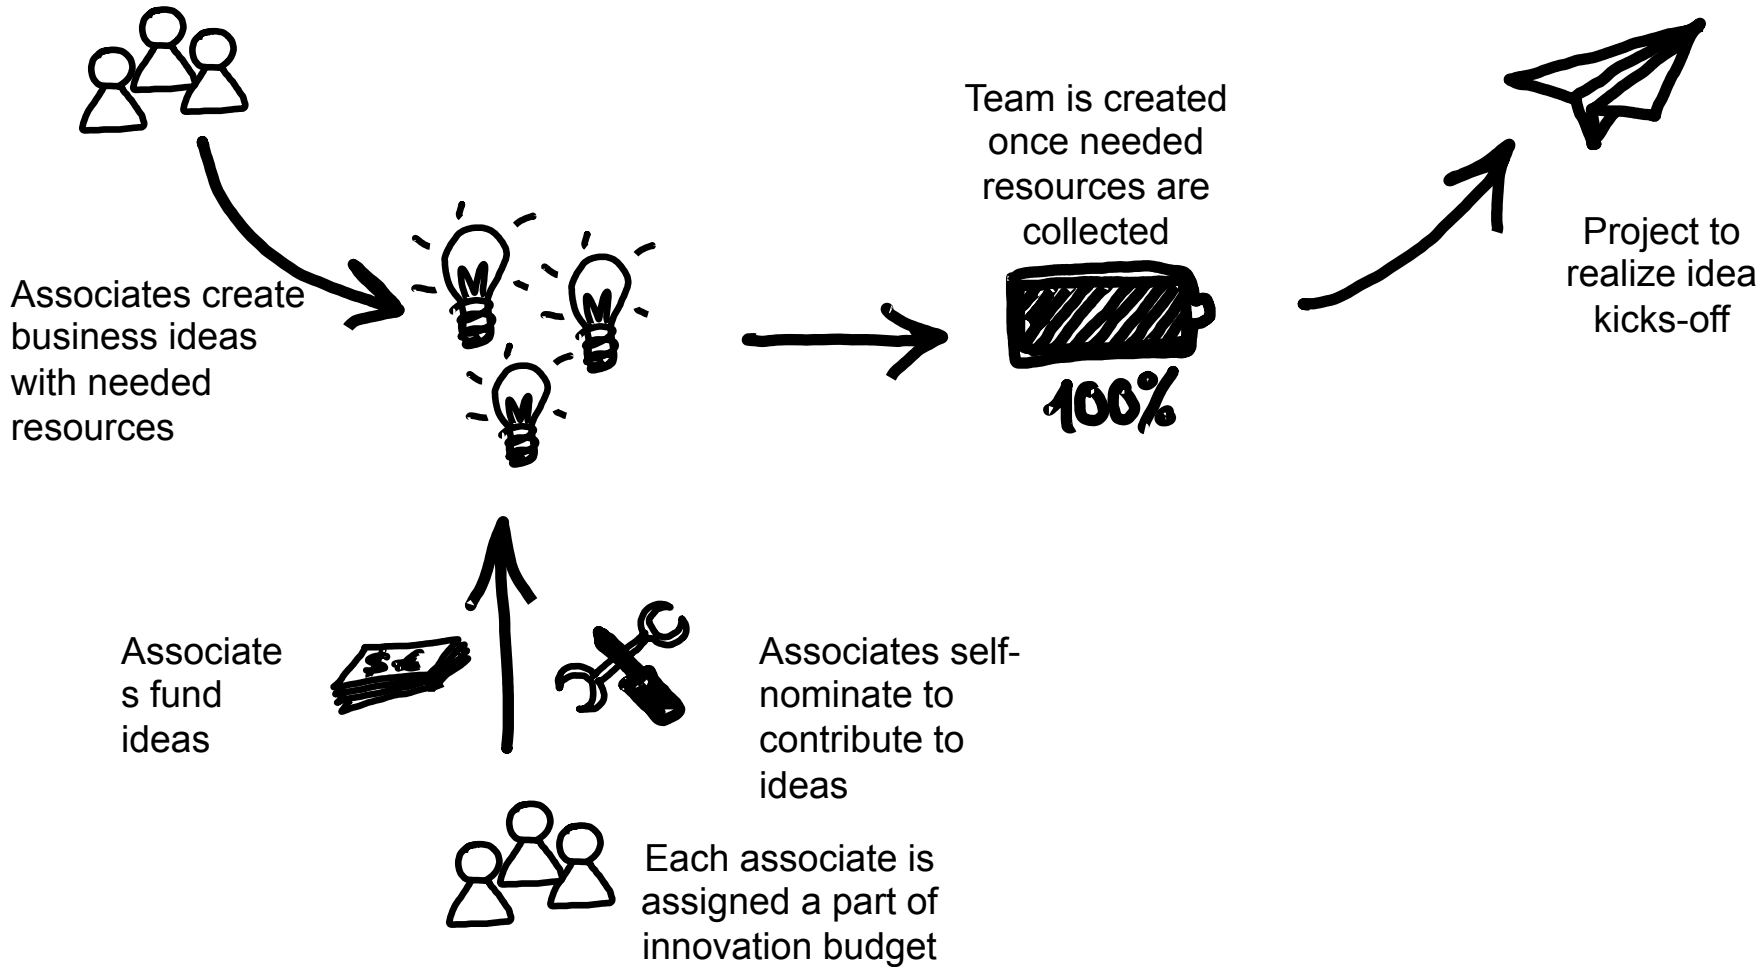 Associates create
business ideas
with needed
resources
Team is created
once needed
resources are
collected
100%
Project to
realize idea
kicks-off
Associate
s fund
ideas
$ €
Associates self-
nominate to
contribute to
ideas
Each associate is
assigned a part of
innovation budget